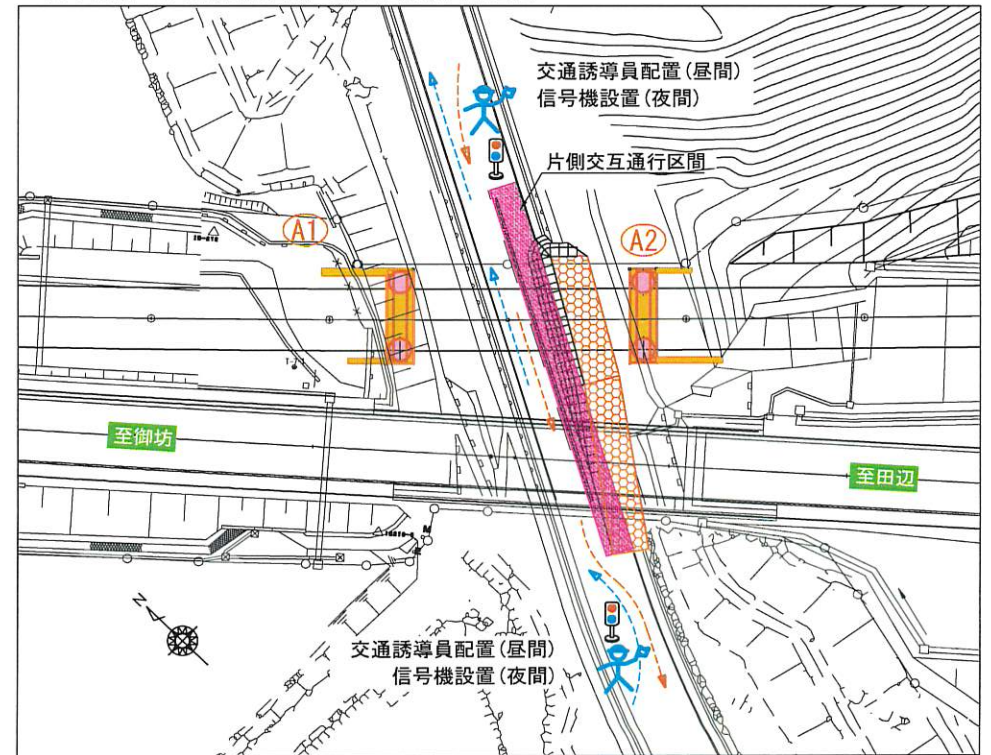 交通誘導員配置(昼間)
信号機設置(夜間)
片側交互通行区間
A1
A2
至御坊
至田辺
N
交通誘導員配置(昼間)
信号機設置(夜間)